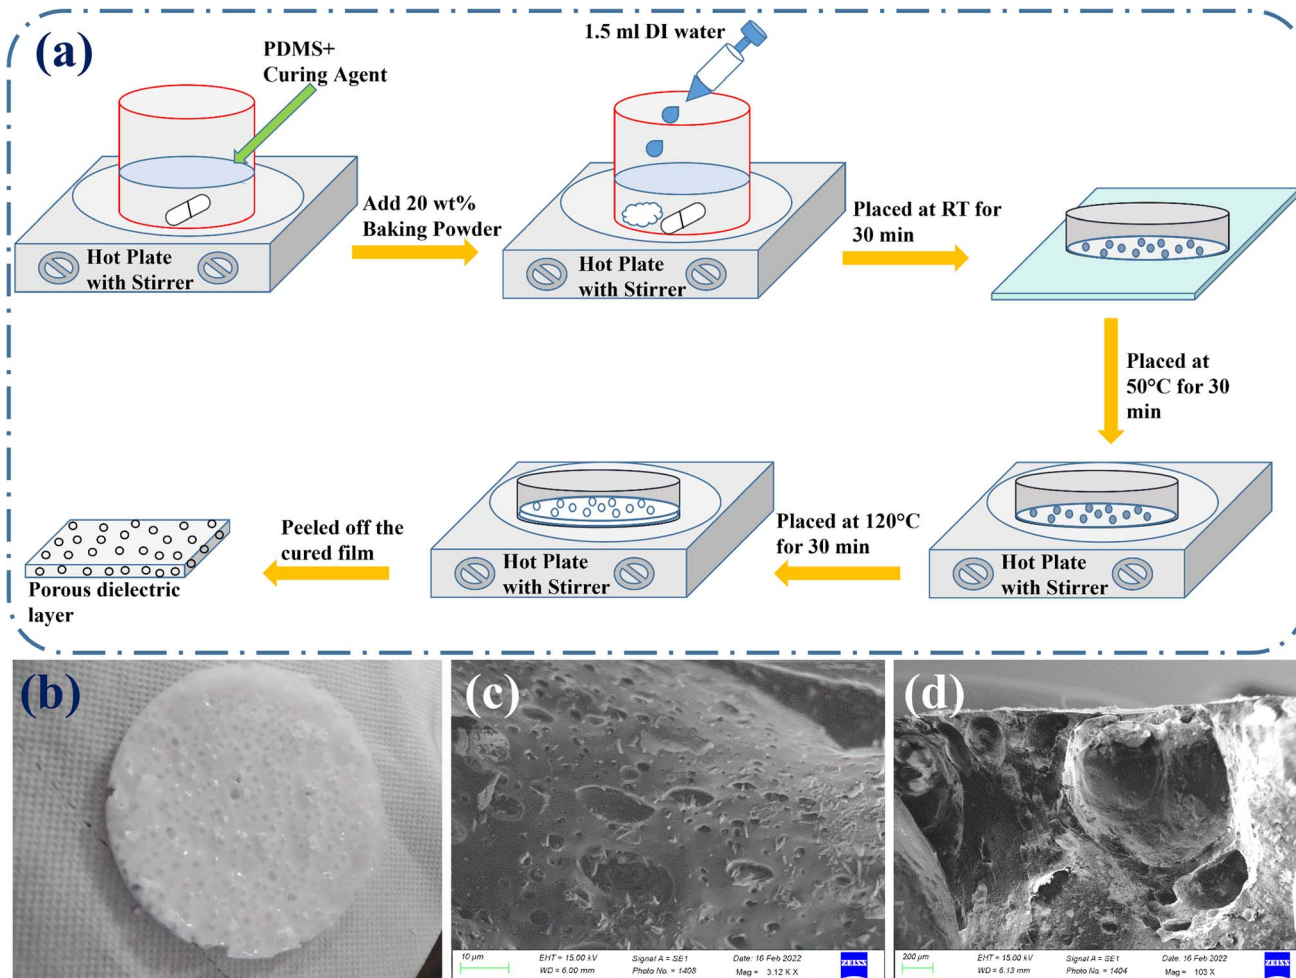 (a)
PDMS+
Curing Agent
1.5 ml DI water
Add 20 wt%
Baking Powder
Placed at RT for
30 min
Hot Plate
with Stirrer
Hot Plate
with Stirrer
Placed at
50°C for 30
min
Hot Plate
with Stirrer
Placed at 120°C
for 30 min
Hot Plate
with Stirrer
Peeled off the
cured film
Porous dielectric
layer
(b)
(c)
10 µm
EHT = 15.00 kV
WD = 6.00 mm
Signal A = SE1
Photo No. = 1408
Date: 16 Feb 2022
Mag = 3.12 K X
ZEISS
(d)
200 µm
EHT = 15.00 kV
WD = 6.13 mm
Signal A = SE1
Photo No. = 1404
Date: 16 Feb 2022
Mag = 103 X
ZEISS